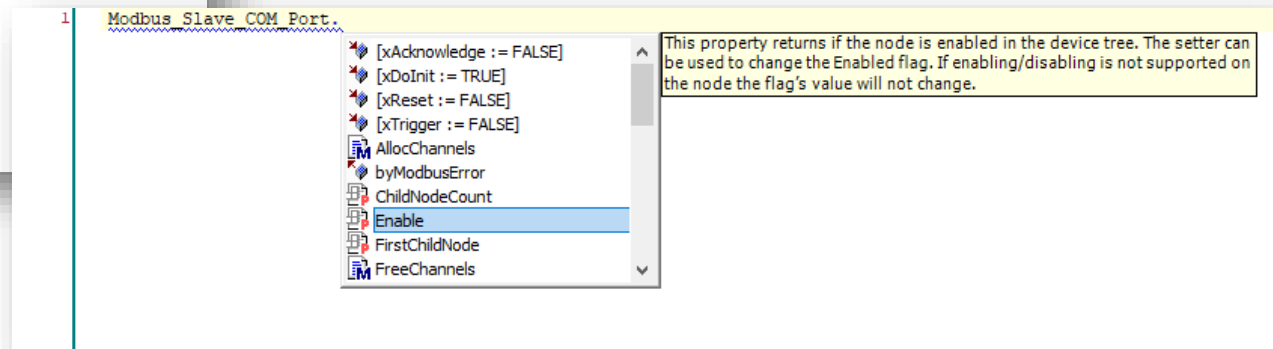 1 Modbus_Slave_COM_Port.
[xAcknowledge := FALSE]
[xDoInit := TRUE]
[xReset := FALSE]
[xTrigger := FALSE]
AllocChannels
byModbusError
ChildNodeCount
Enable
FirstChildNode
FreeChannels
This property returns if the node is enabled in the device tree. The setter can
be used to change the Enabled flag. If enabling/disabling is not supported on
the node the flag's value will not change.